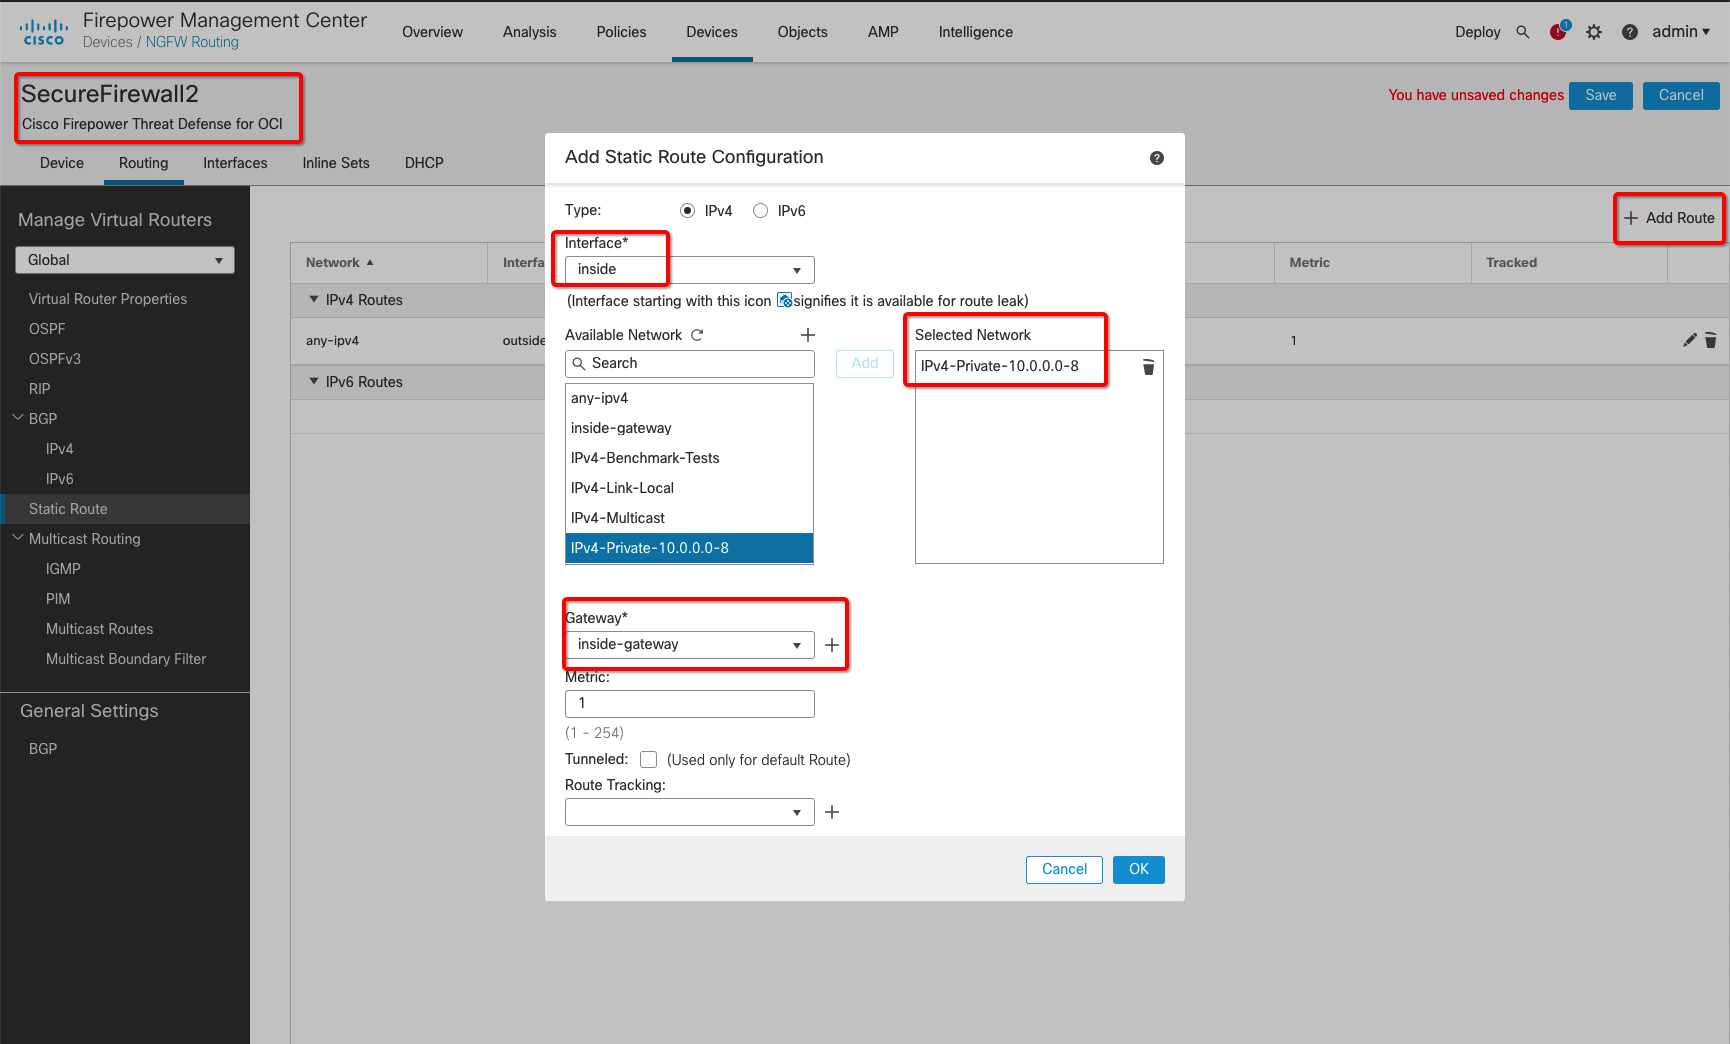 Firepower Management Center
CISCO
Devices / NGFW Routing
Overview Analysis Policies Devices Objects AMP Intelligence
Deploy 1 admin
SecureFirewall2
Cisco Firepower Threat Defense for OCI
You have unsaved changes Save Cancel
Device Routing Interfaces Inline Sets DHCP
Manage Virtual Routers
Global
Virtual Router Properties
OSPF
OSPFv3
RIP
BGP
IPv4
IPv6
Static Route
Multicast Routing
IGMP
PIM
Multicast Routes
Multicast Boundary Filter
General Settings
BGP
+ Add Route
Network Interfa Metric Tracked
IPv4 Routes
any-ipv4 outside 1
IPv6 Routes
Add Static Route Configuration
Type: IPv4 IPv6
Interface*
inside
(Interface starting with this icon signifies it is available for route leak)
Available Network +
Search
Add
any-ipv4
inside-gateway
IPv4-Benchmark-Tests
IPv4-Link-Local
IPv4-Multicast
IPv4-Private-10.0.0.0-8
Selected Network
IPv4-Private-10.0.0.0-8
Gateway*
inside-gateway +
Metric:
1
(1 - 254)
Tunneled: (Used only for default Route)
Route Tracking:
+
Cancel OK